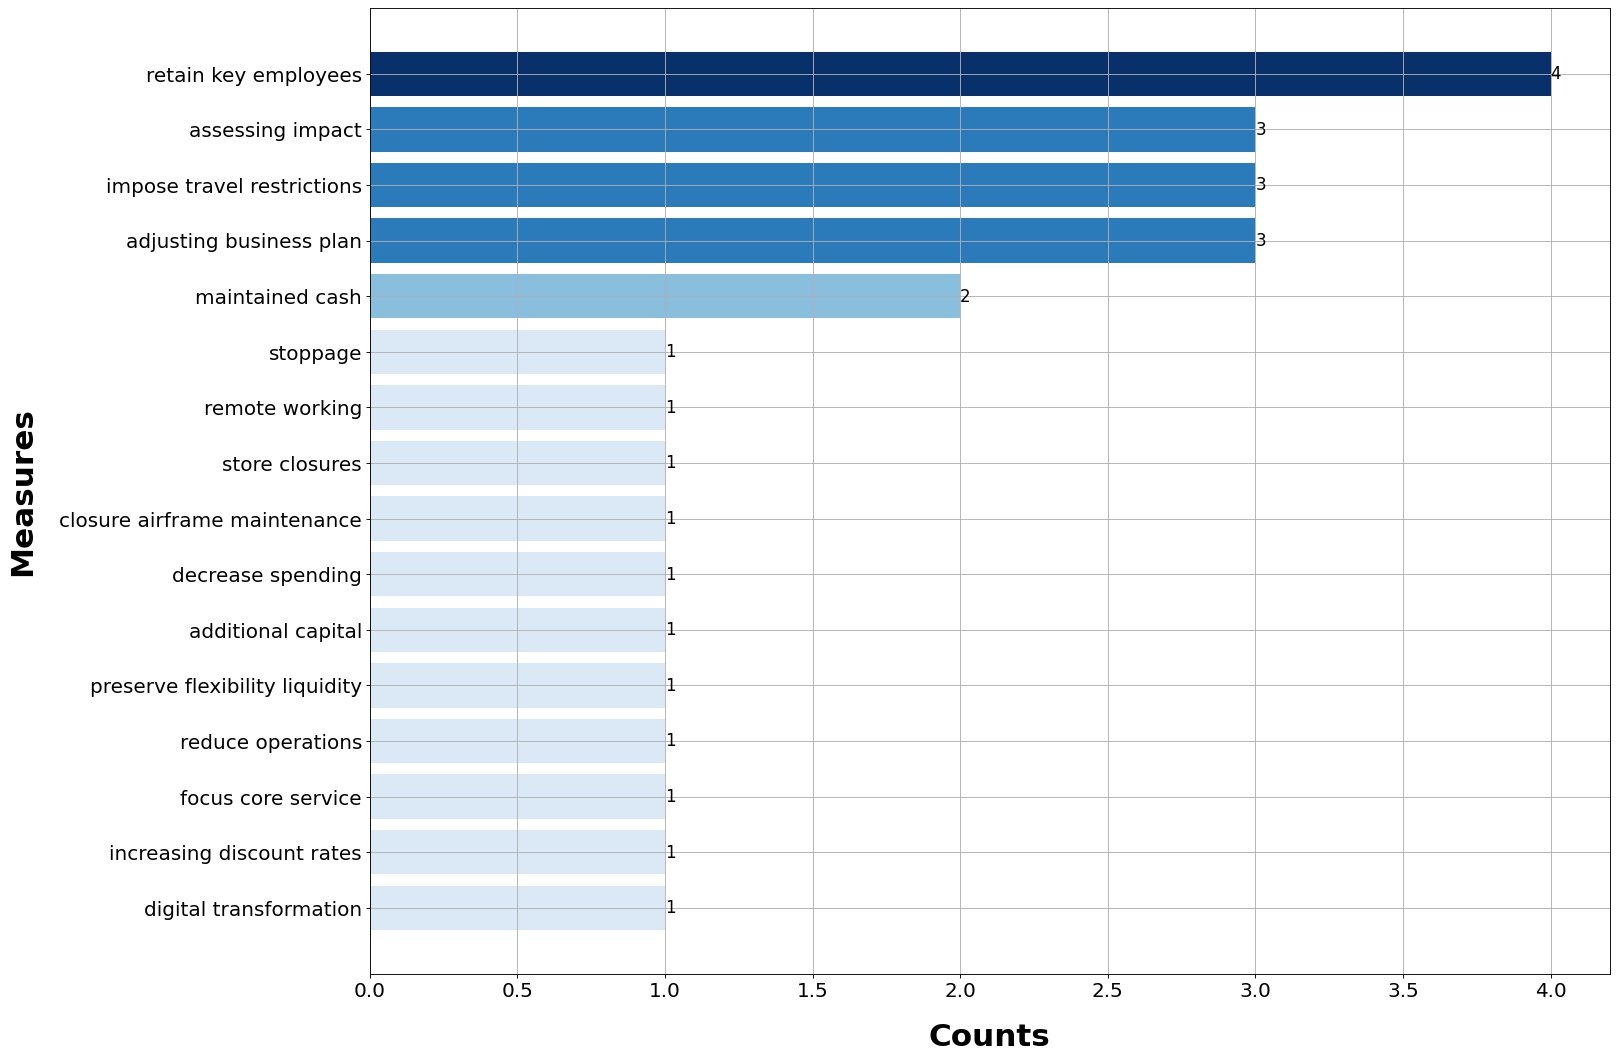 retain key employees 4
assessing impact 3
impose travel restrictions 3
adjusting business plan 3
maintained cash 2
stoppage 1
remote working 1
store closures 1
closure airframe maintenance 1
decrease spending 1
additional capital 1
preserve flexibility liquidity 1
reduce operations 1
focus core service 1
increasing discount rates 1
digital transformation 1
Measures
0.0 0.5 1.0 1.5 2.0 2.5 3.0 3.5 4.0
Counts